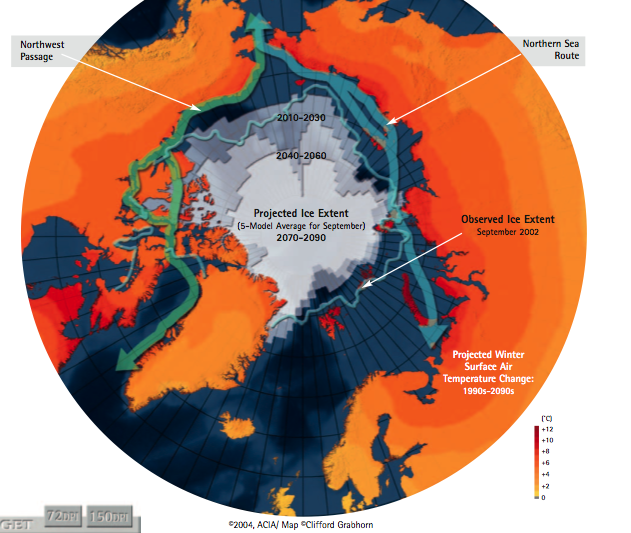 Northwest
Passage
Northern Sea
Route
2010-2030
2040-2060
Projected Ice Extent
(5-Model Average for September)
2070-2090
Observed Ice Extent
September 2002
Projected Winter
Surface Air
Temperature Change:
1990s-2090s
(˚C)
+12
+10
+8
+6
+4
+2
0
GET 72DPI 150DPI
©2004, ACIA/ Map ©Clifford Grabhorn